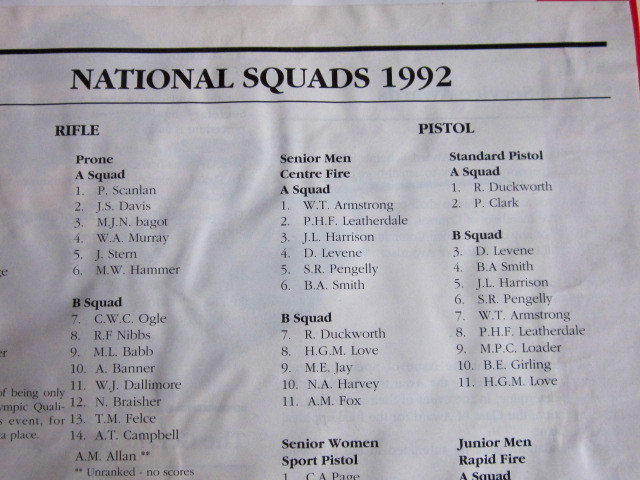 NATIONAL SQUADS 1992
RIFLE
Prone
A Squad
1. P. Scanlan
2. J.S. Davis
3. M.J.N. bagot
4. W.A. Murray
5. J. Stern
6. M.W. Hammer
B Squad
7. C.W.C. Ogle
8. R.F Nibbs
9. M.L. Babb
10. A. Banner
11. W.J. Dallimore
12. N. Braisher
13. T.M. Felce
14. A.T. Campbell
A.M. Allan **
** Unranked - no scores
of being only
ympic Quali-
s event, for
a place.
PISTOL
Senior Men
Centre Fire
A Squad
1. W.T. Armstrong
2. P.H.F. Leatherdale
3. J.L. Harrison
4. D. Levene
5. S.R. Pengelly
6. B.A. Smith
B Squad
7. R. Duckworth
8. H.G.M. Love
9. M.E. Jay
10. N.A. Harvey
11. A.M. Fox
Senior Women
Sport Pistol
1. C.A Page
Standard Pistol
A Squad
1. R. Duckworth
2. P. Clark
B Squad
3. D. Levene
4. B.A Smith
5. J.L. Harrison
6. S.R. Pengelly
7. W.T. Armstrong
8. P.H.F. Leatherdale
9. M.P.C. Loader
10. B.E. Girling
11. H.G.M. Love
Junior Men
Rapid Fire
A Squad